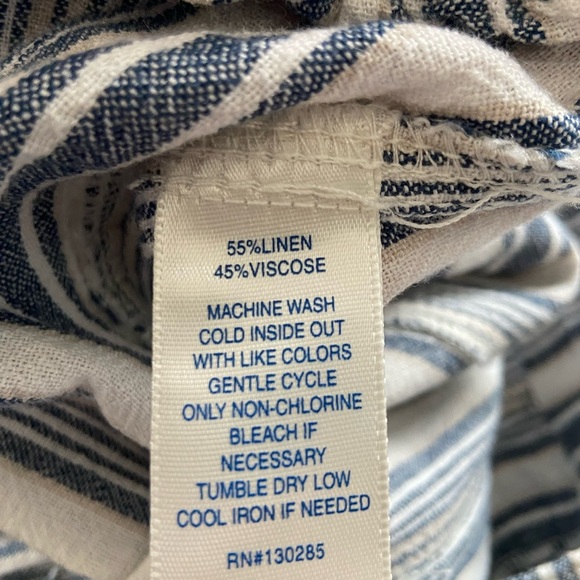 55%LINEN
45%VISCOSE
MACHINE WASH
COLD INSIDE OUT
WITH LIKE COLORS
GENTLE CYCLE
ONLY NON-CHLORINE
BLEACH IF
NECESSARY
TUMBLE DRY LOW
COOL IRON IF NEEDED
RN#130285